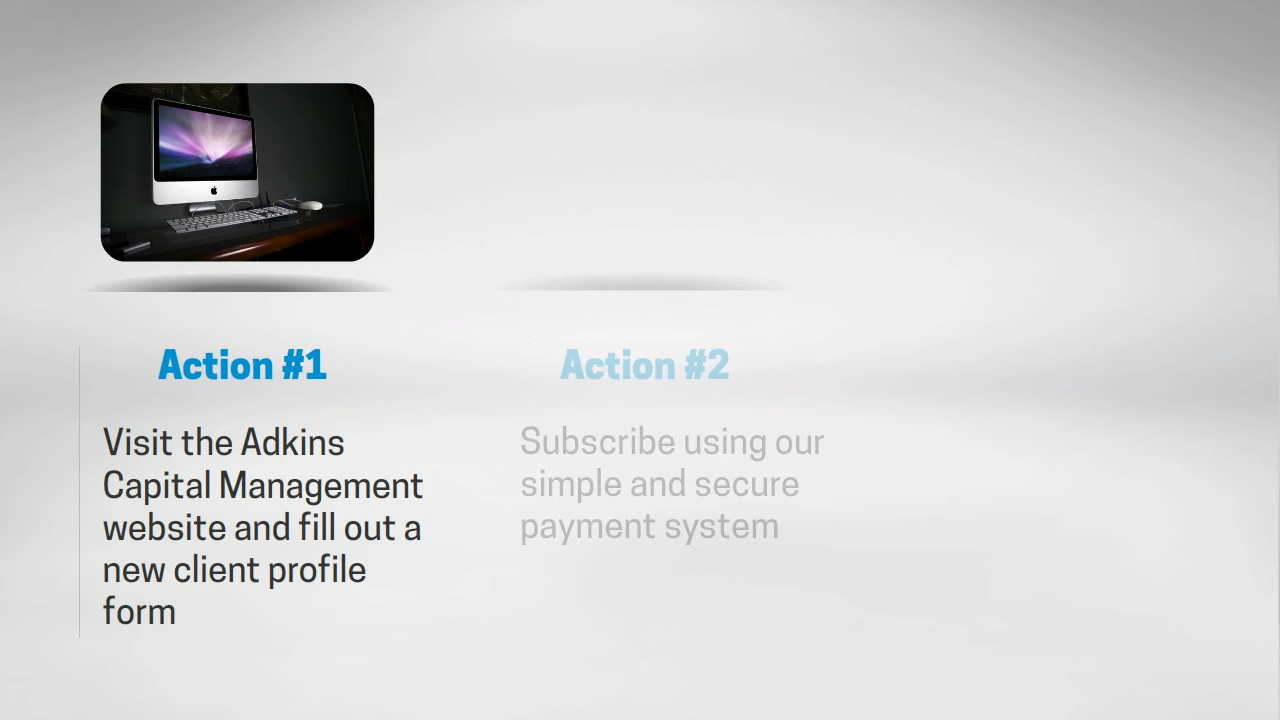 Action #1
Visit the Adkins
Capital Management
website and fill out a
new client profile
form
Action #2
Subscribe using our
simple and secure
payment system